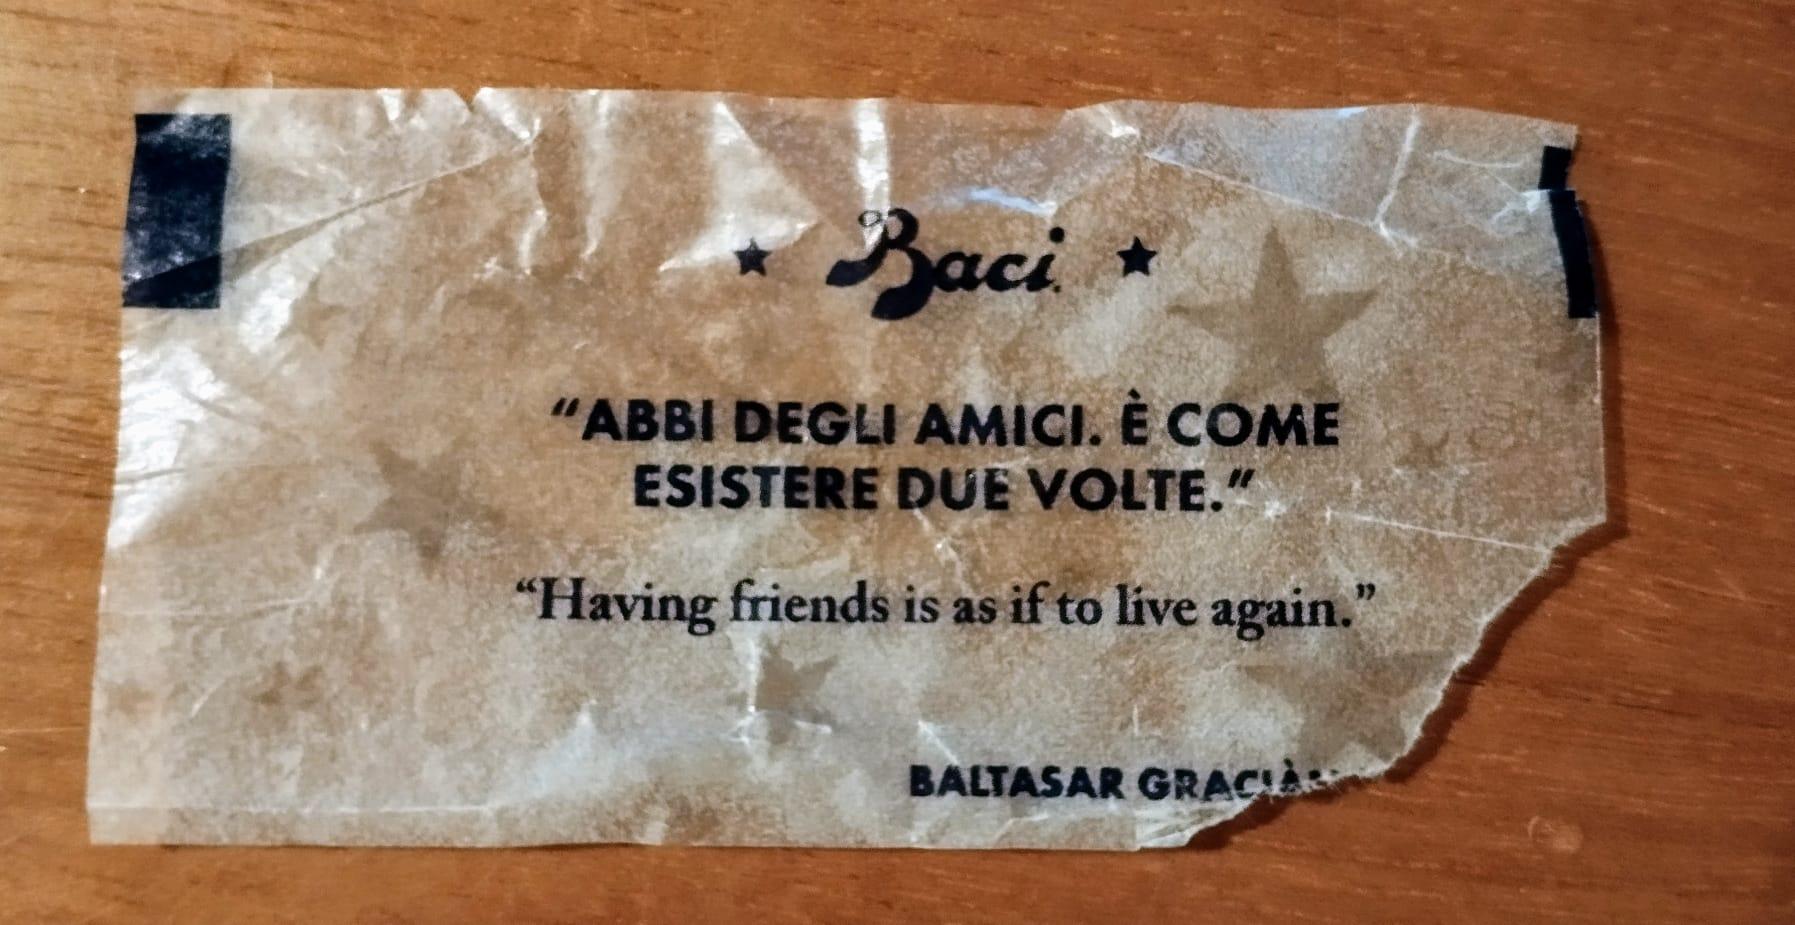 Baci
“ABBI DEGLI AMICI. È COME
ESISTERE DUE VOLTE.”
“Having friends is as if to live again.”
BALTASAR